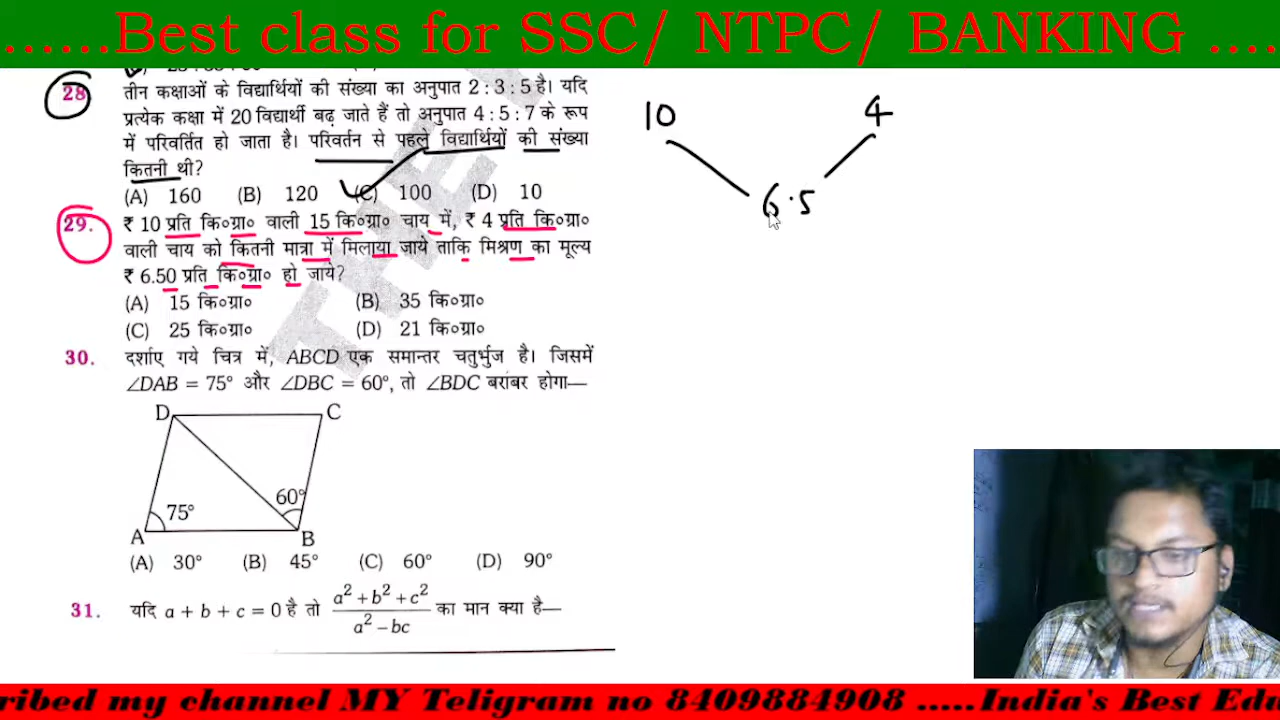 ......Best class for SSC/ NTPC/ BANKING ....
28 तीन कक्षाओं के विद्यार्थियों की संख्या का अनुपात 2 : 3 : 5 है। यदि
प्रत्येक कक्षा में 20 विद्यार्थी बढ़ जाते हैं तो अनुपात 4 : 5 : 7 के रूप
में परिवर्तित हो जाता है। परिवर्तन से पहले विद्यार्थियों की संख्या
कितनी थी?
(A) 160 (B) 120 (C) 100 (D) 10
29. ₹ 10 प्रति कि०ग्रा० वाली 15 कि०ग्रा० चाय में, ₹ 4 प्रति कि०ग्रा०
वाली चाय को कितनी मात्रा में मिलाया जाये ताकि मिश्रण का मूल्य
₹ 6.50 प्रति कि०ग्रा० हो जाये?
(A) 15 कि०ग्रा० (B) 35 कि०ग्रा०
(C) 25 कि०ग्रा० (D) 21 कि०ग्रा०
30. दर्शाए गये चित्र में, ABCD एक समान्तर चतुर्भुज है। जिसमें
∠DAB = 75° और ∠DBC = 60°, तो ∠BDC बरांबर होगा—
D C
60°
75°
A B
(A) 30° (B) 45° (C) 60° (D) 90°
31. यदि a + b + c = 0 है तो (a² + b² + c²)/(a² – bc) का मान क्या है—
10 4
6.5
ribed my channel MY Teligram no 8409884908 .....India's Best Edu